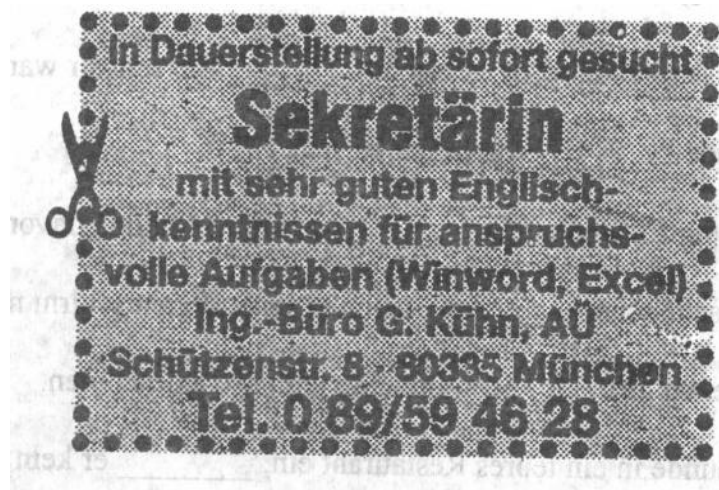 In Dauerstellung ab sofort gesucht
Sekretärin
mit sehr guten Englisch-
kenntnissen für anspruchs-
volle Aufgaben (Winword, Excel)
Ing.-Büro G. Kühn, AÜ
Schützenstr. 8 · 80335 München
Tel. 0 89/59 46 28